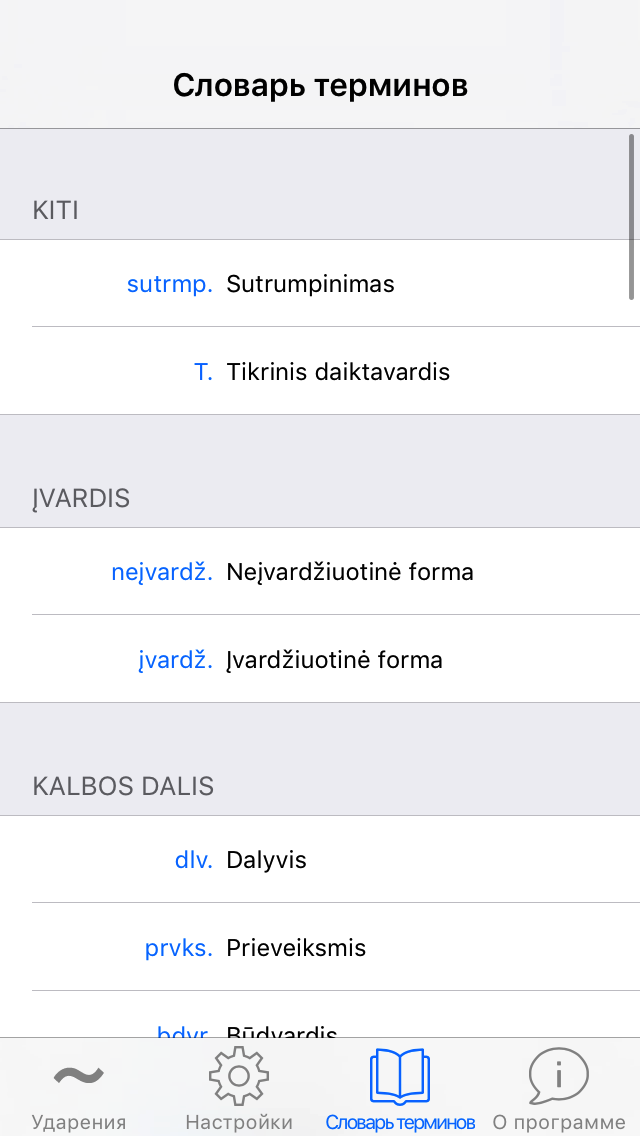 Словарь терминов
KITI
sutrmp. Sutrumpinimas
T. Tikrinis daiktavardis
ĮVARDIS
neįvardž. Neįvardžiuotinė forma
įvardž. Įvardžiuotinė forma
KALBOS DALIS
dlv. Dalyvis
prvks. Prieveiksmis
bdvr. Būdvardis
Ударения Настройки Словарь терминов О программе